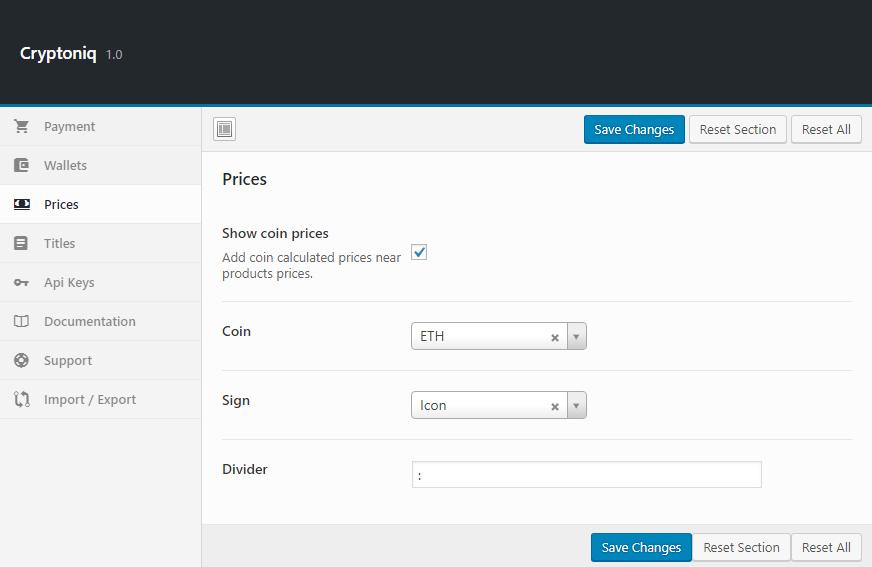 Cryptoniq 1.0
Payment
Wallets
Prices
Titles
Api Keys
Documentation
Support
Import / Export
Save Changes Reset Section Reset All
Prices
Show coin prices
Add coin calculated prices near
products prices.
Coin
ETH
Sign
Icon
Divider
:
Save Changes Reset Section Reset All